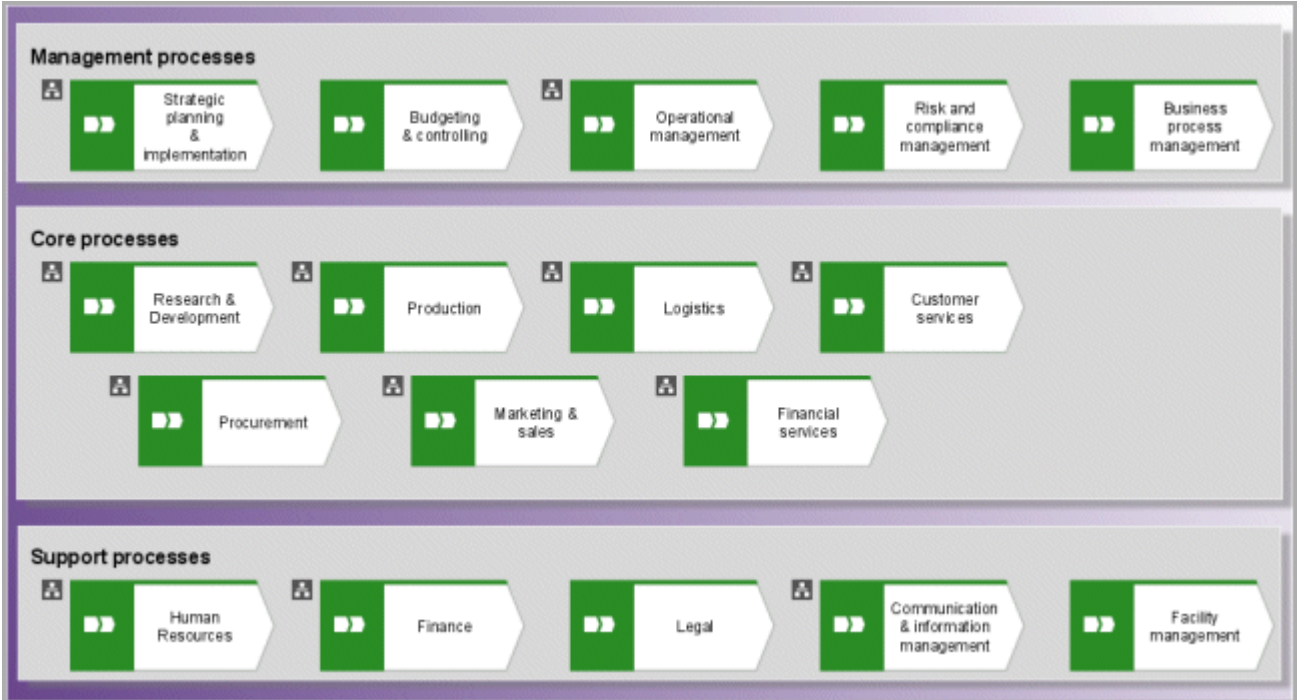 Management processes
Strategic
planning
&
implementation
Budgeting
& controlling
Operational
management
Risk and
compliance
management
Business
process
management
Core processes
Research &
Development
Production
Logistics
Customer
services
Procurement
Marketing &
sales
Financial
services
Support processes
Human
Resources
Finance
Legal
Communication
& information
management
Facility
management